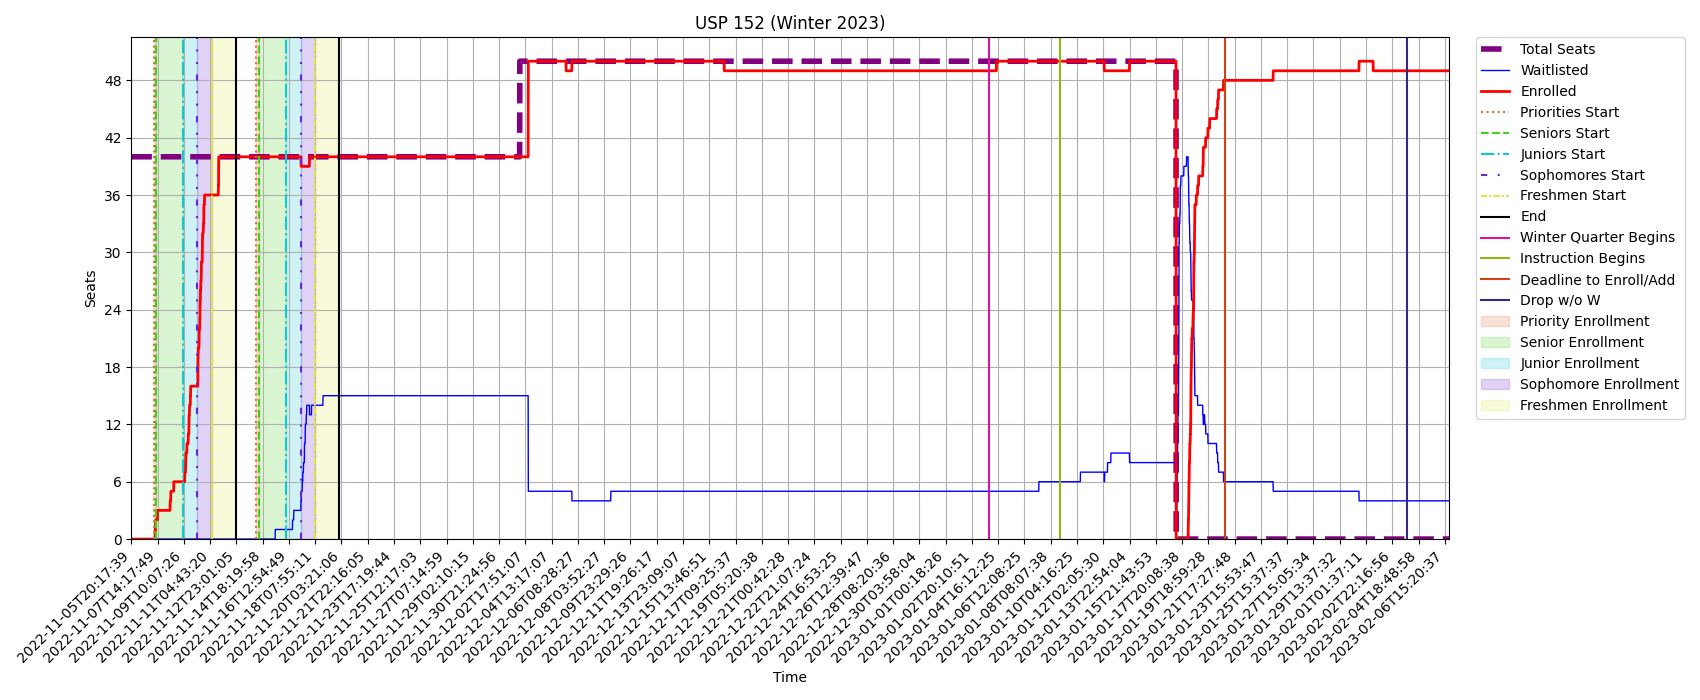 USP 152 (Winter 2023)
Seats
48
42
36
30
24
18
12
6
0
2022-11-05T20:17:39
2022-11-07T14:17:49
2022-11-09T10:07:26
2022-11-11T04:43:20
2022-11-12T23:01:05
2022-11-14T18:19:58
2022-11-16T12:54:49
2022-11-18T07:55:11
2022-11-20T03:21:06
2022-11-21T22:16:05
2022-11-23T17:19:44
2022-11-25T12:17:03
2022-11-27T07:14:59
2022-11-29T02:10:15
2022-11-30T21:24:56
2022-12-02T17:51:07
2022-12-04T13:17:07
2022-12-06T08:28:27
2022-12-08T03:52:27
2022-12-09T23:29:26
2022-12-11T19:26:17
2022-12-13T23:09:07
2022-12-15T13:46:51
2022-12-17T09:25:37
2022-12-19T05:20:38
2022-12-21T00:42:28
2022-12-22T21:07:24
2022-12-24T16:53:25
2022-12-26T12:39:47
2022-12-28T08:20:36
2022-12-30T03:58:04
2023-01-01T00:18:26
2023-01-02T20:10:51
2023-01-04T16:12:25
2023-01-06T12:08:25
2023-01-08T08:07:38
2023-01-10T04:16:25
2023-01-12T02:05:30
2023-01-13T22:54:04
2023-01-15T21:43:53
2023-01-17T20:08:38
2023-01-19T18:59:28
2023-01-21T17:27:48
2023-01-23T15:53:47
2023-01-25T15:37:37
2023-01-27T15:05:34
2023-01-29T13:37:32
2023-02-01T01:37:11
2023-02-02T22:16:56
2023-02-04T18:48:58
2023-02-06T15:20:37
Time
Total Seats
Waitlisted
Enrolled
Priorities Start
Seniors Start
Juniors Start
Sophomores Start
Freshmen Start
End
Winter Quarter Begins
Instruction Begins
Deadline to Enroll/Add
Drop w/o W
Priority Enrollment
Senior Enrollment
Junior Enrollment
Sophomore Enrollment
Freshmen Enrollment